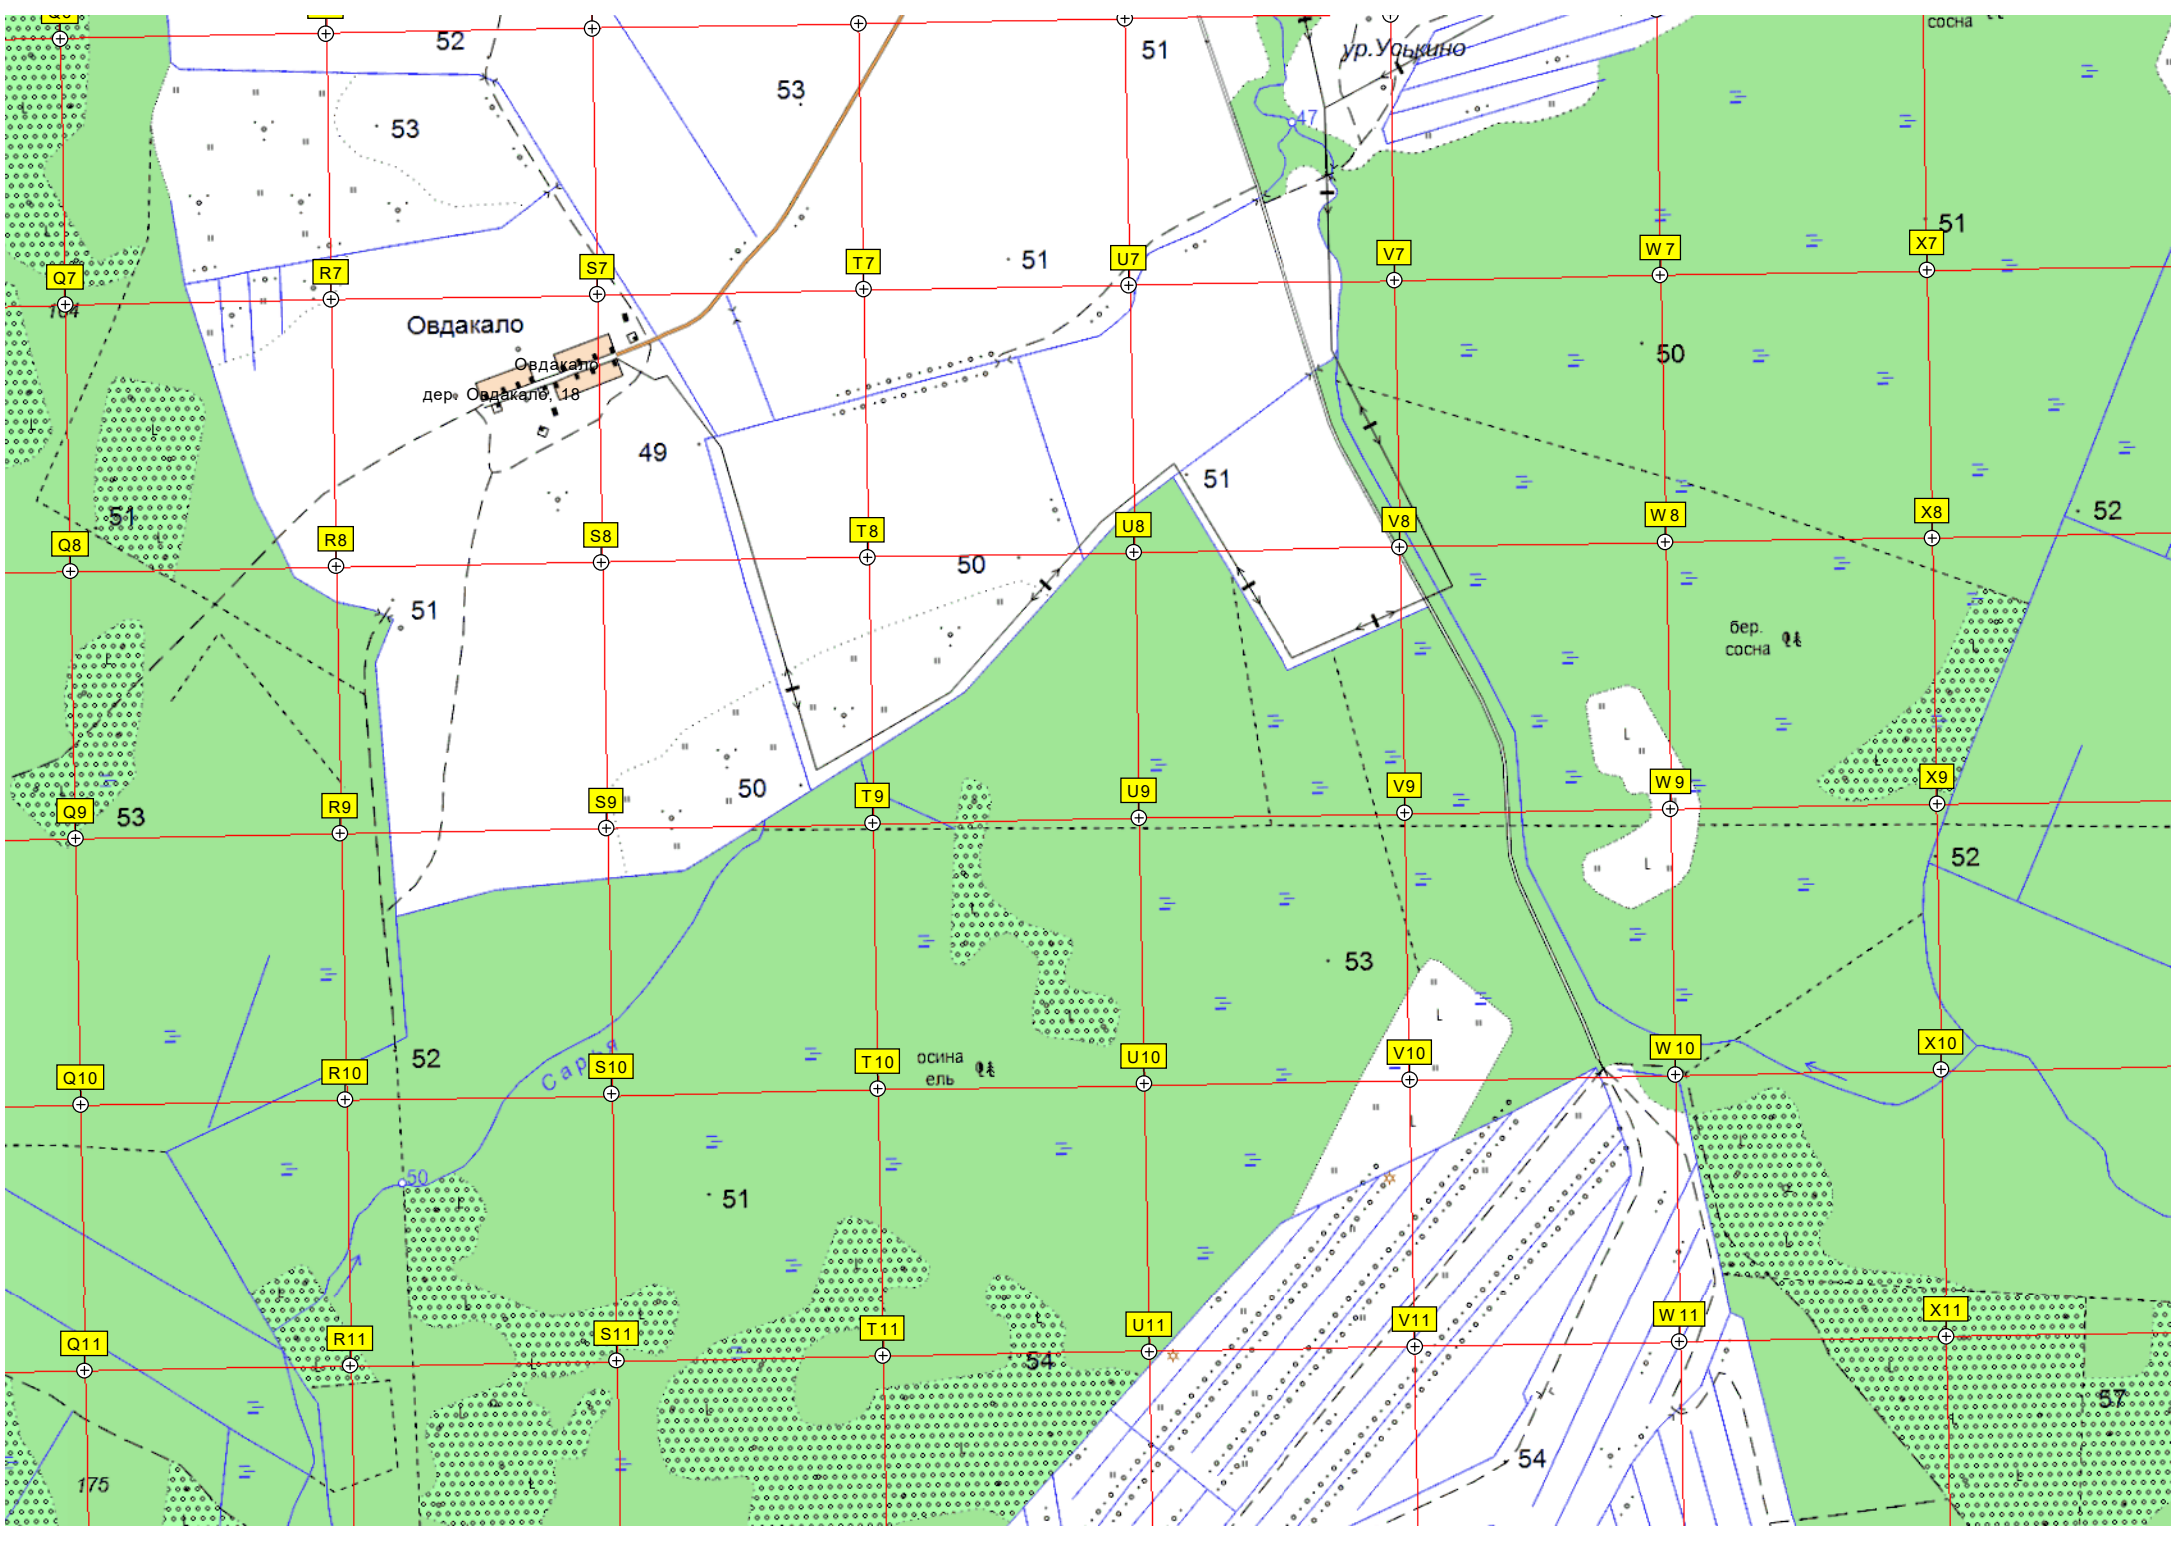 сосна
52
51
ур.Уськино
53
47
53
51
51
Q7
R7
S7
T7
U7
V7
W7
X7
Овдакало
50
Овдакало
дер. Овдакало, 18
49
51
51
52
Q8
R8
S8
T8
U8
V8
W8
X8
50
51
бер.
сосна
50
53
Q9
R9
S9
T9
U9
V9
W9
X9
52
53
52
Сарья
осина
ель
Q10
R10
S10
T10
U10
V10
W10
X10
50
51
Q11
R11
S11
T11
U11
V11
W11
X11
54
57
54
175